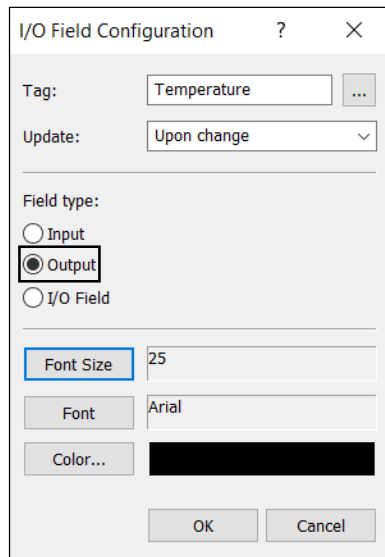 I/O Field Configuration ? ×
Tag: Temperature ...
Update: Upon change
Field type:
Input
Output
I/O Field
Font Size 25
Font Arial
Color...
OK Cancel